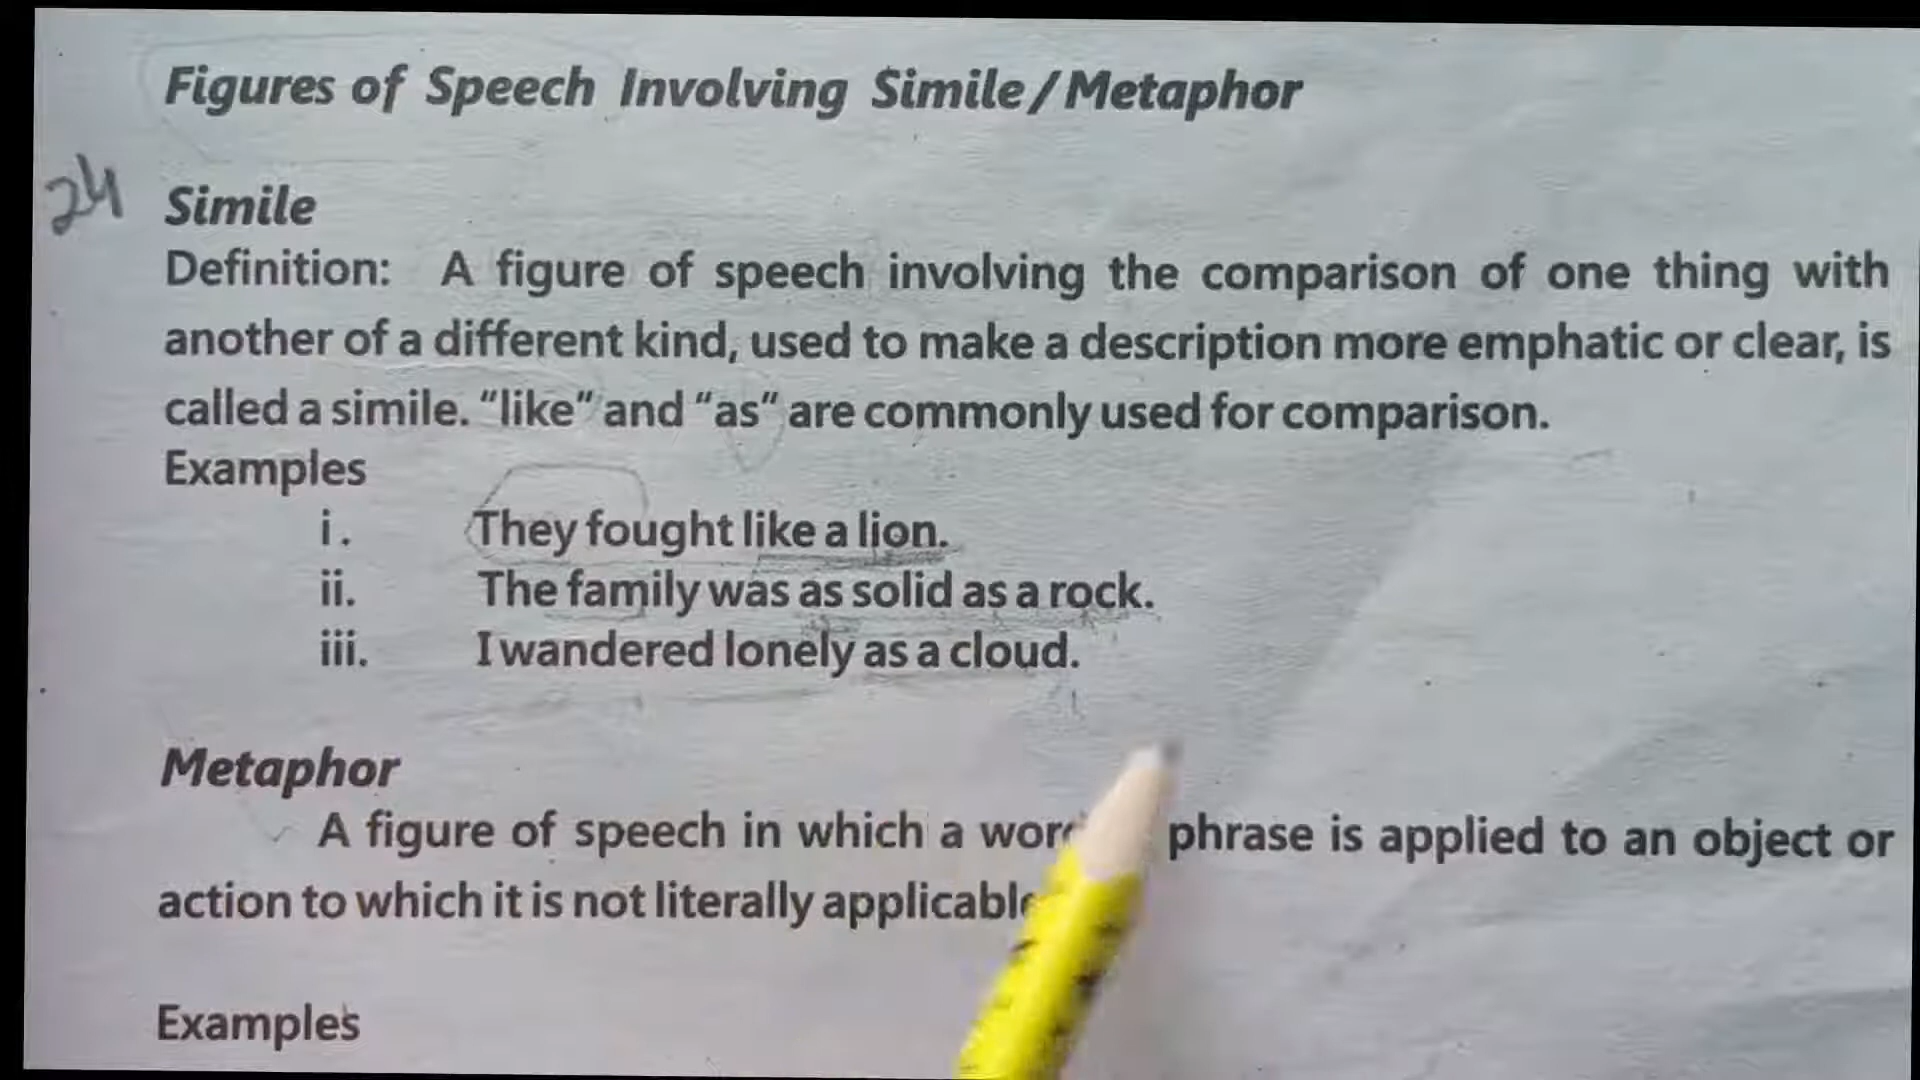 Figures of Speech Involving Simile/Metaphor
24 Simile
Definition: A figure of speech involving the comparison of one thing with
another of a different kind, used to make a description more emphatic or clear, is
called a simile. “like” and “as” are commonly used for comparison.
Examples
i. They fought like a lion.
ii. The family was as solid as a rock.
iii. I wandered lonely as a cloud.
Metaphor
A figure of speech in which a phrase is applied to an object or
action to which it is not literally
Examples